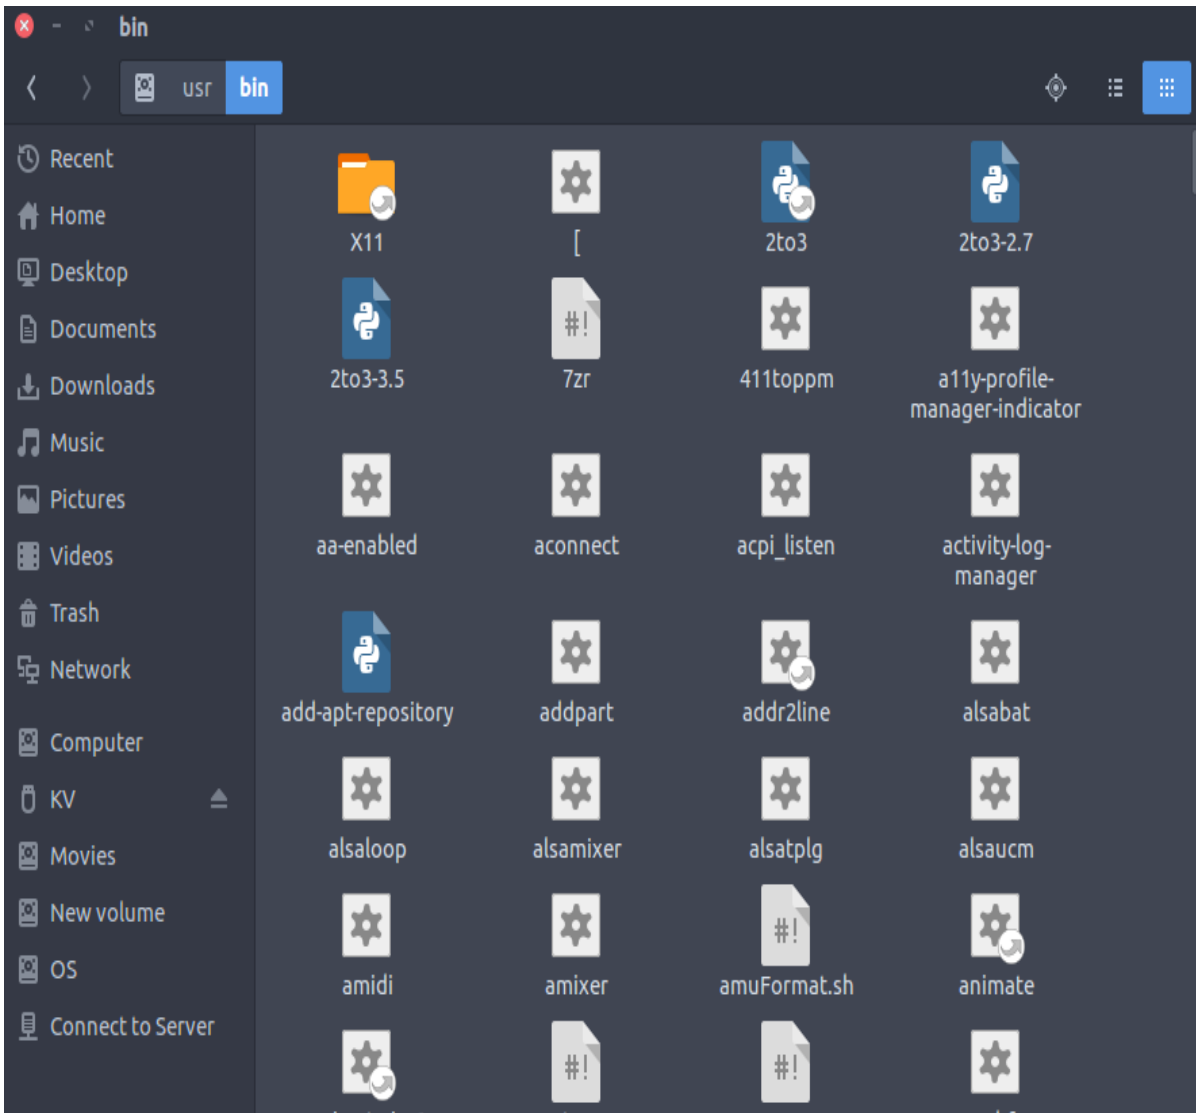 bin
usr
bin
Recent
Home
Desktop
Documents
Downloads
Music
Pictures
Videos
Trash
Network
Computer
KV
Movies
New volume
OS
Connect to Server
X11
[
2to3
2to3-2.7
2to3-3.5
#!
7zr
411toppm
a11y-profile-
manager-indicator
aa-enabled
aconnect
acpi_listen
activity-log-
manager
add-apt-repository
addpart
addr2line
alsabat
alsaloop
alsamixer
alsatplg
alsaucm
amidi
amixer
#!
amuFormat.sh
animate
#!
#!